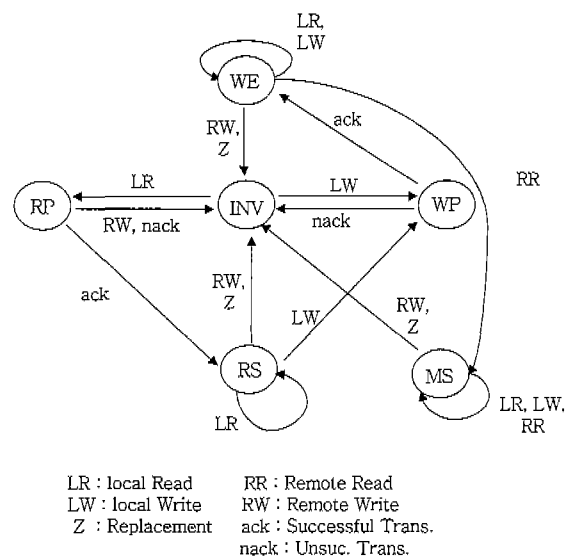 LR,
LW
WE
ack
RW,
Z
RR
LR
LW
RP
INV
WP
RW, nack
nack
RW,
Z
ack
LW
RW,
Z
RS
MS
LR
LR, LW,
RR
LR : local Read RR : Remote Read
LW : local Write RW : Remote Write
Z : Replacement ack : Successful Trans.
nack : Unsuc. Trans.